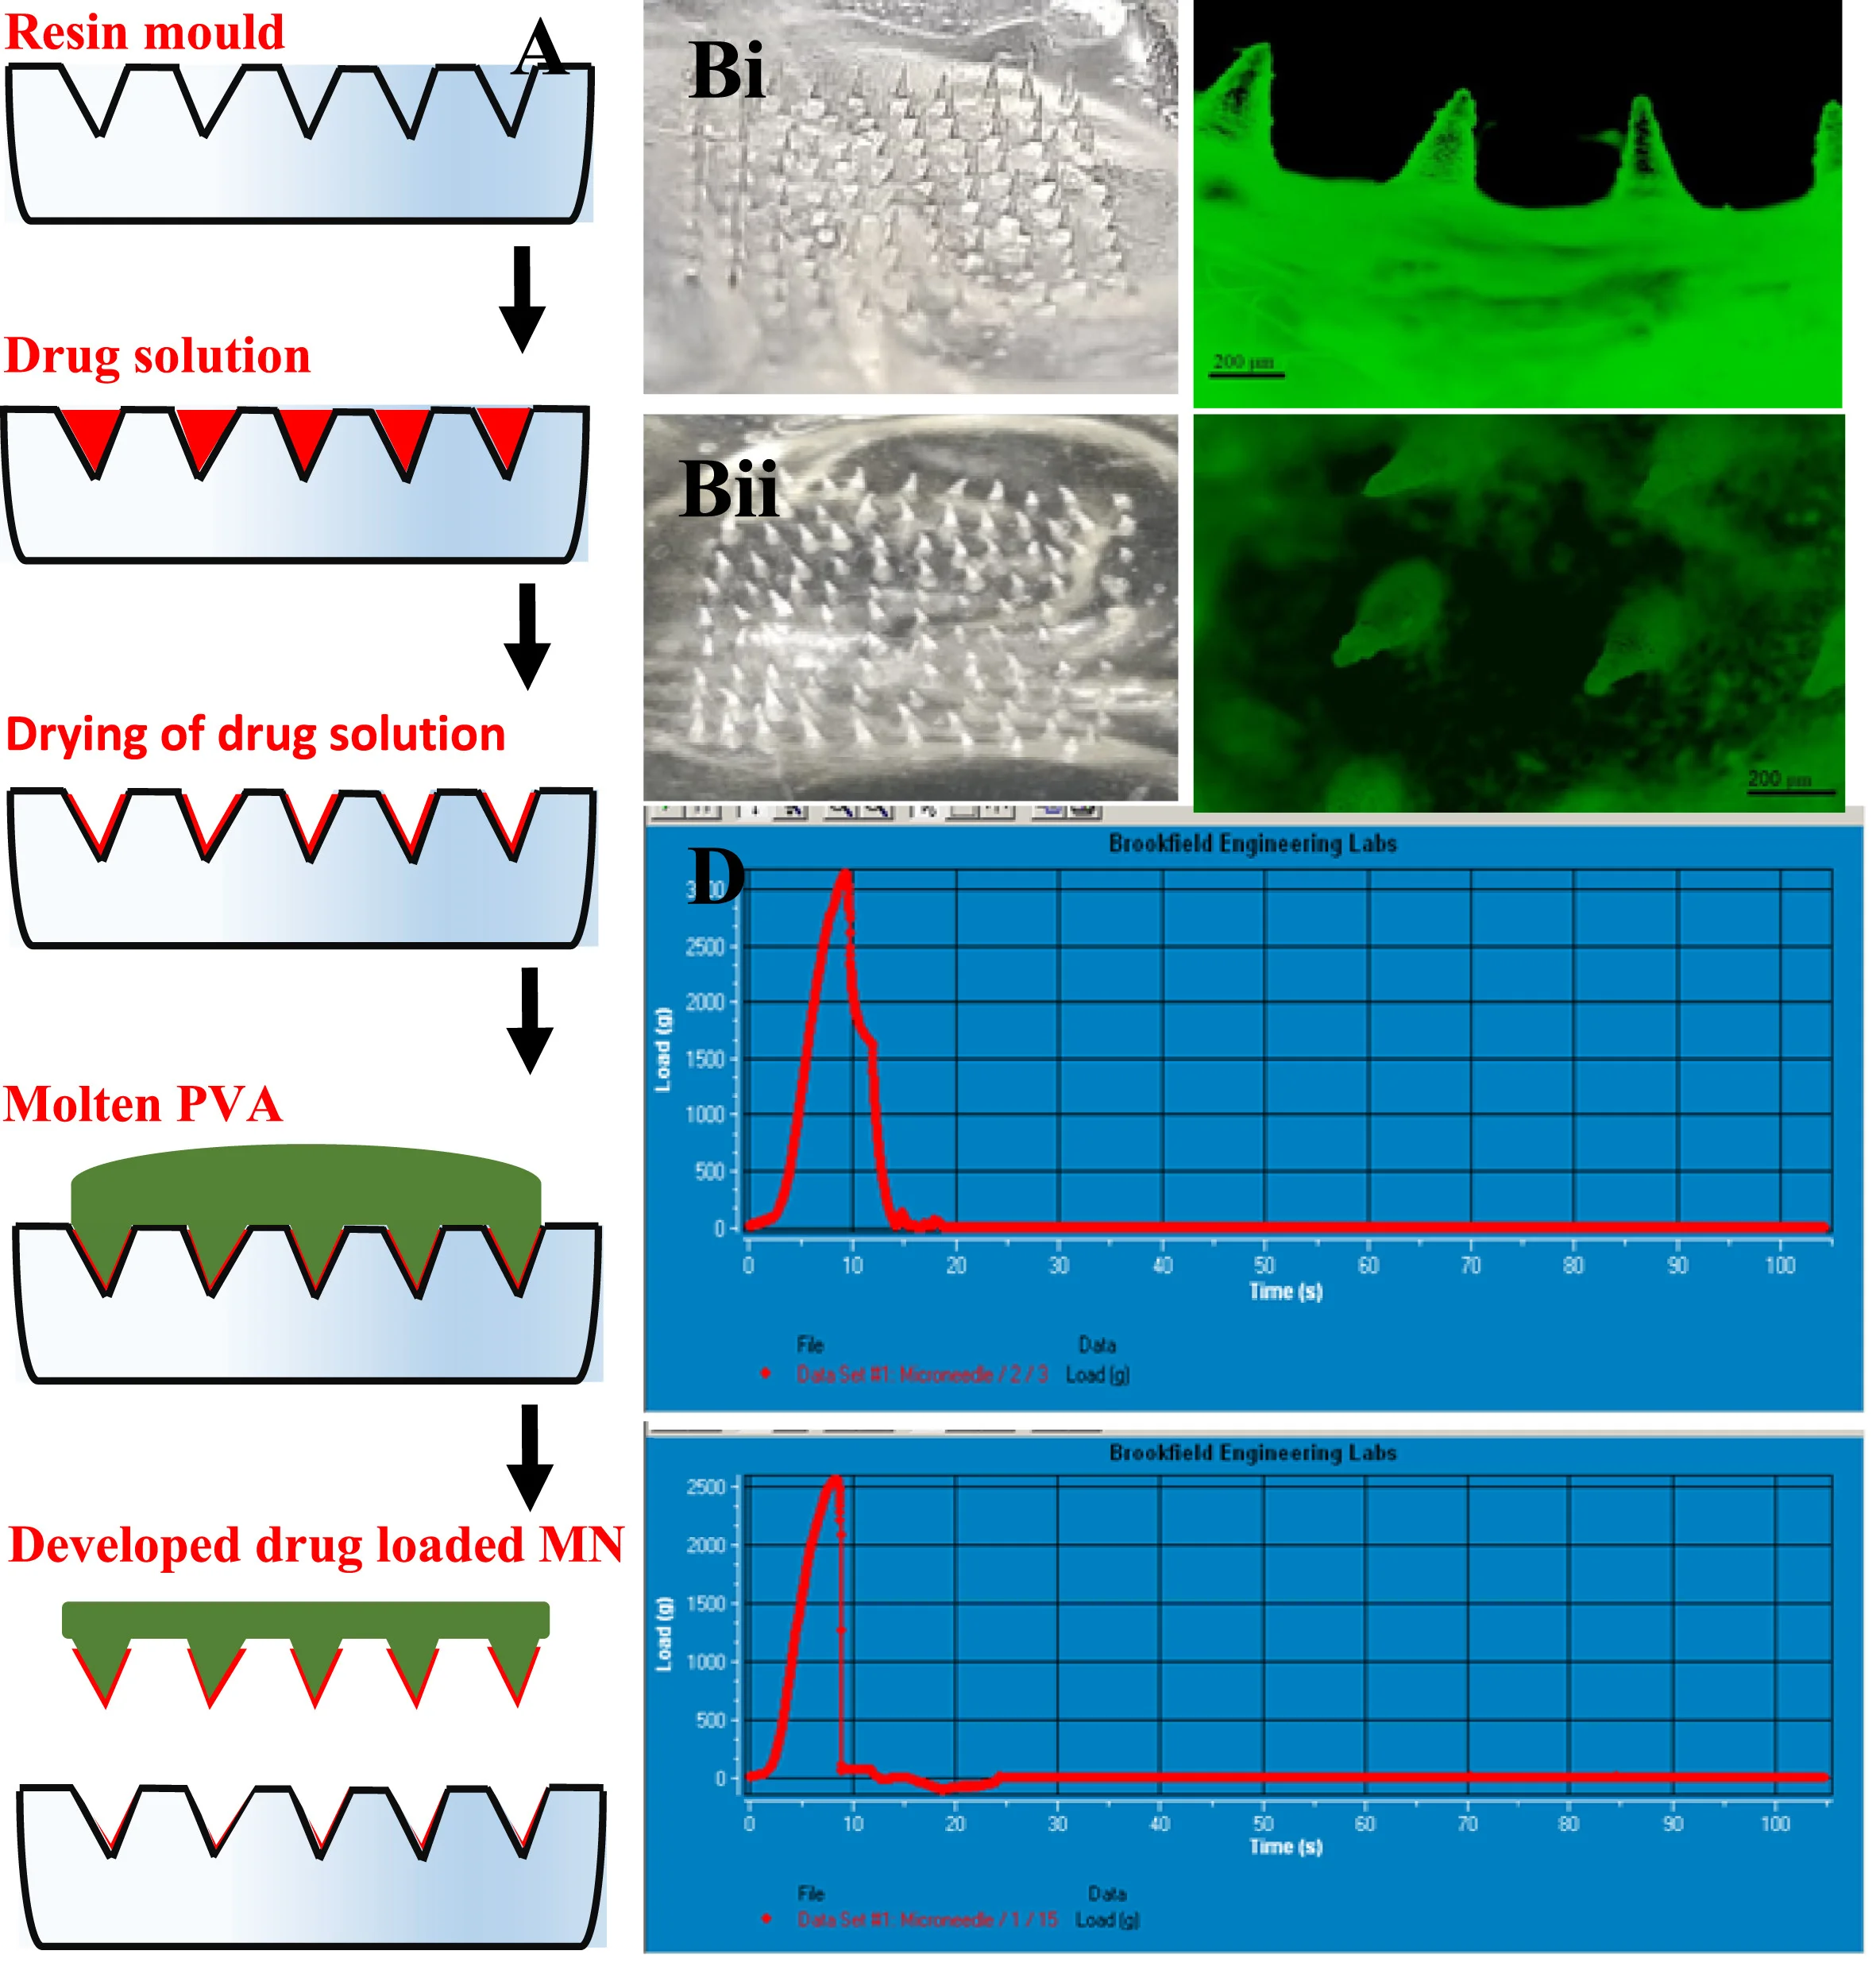 Resin mould
A
Drug solution
Drying of drug solution
Molten PVA
Developed drug loaded MN
Bi
200 µm
Bii
200 µm
D
Brookfield Engineering Labs
Load (g)
2500
2000
1500
1000
500
0
0 10 20 30 40 50 60 70 80 90 100
Time (s)
File Data
Data Set #1: Microneedle / 2 / 3 Load (g)
Brookfield Engineering Labs
Load (g)
2500
2000
1500
1000
500
0
0 10 20 30 40 50 60 70 80 90 100
Time (s)
File Data
Data Set #1: Microneedle / 1 / 15 Load (g)